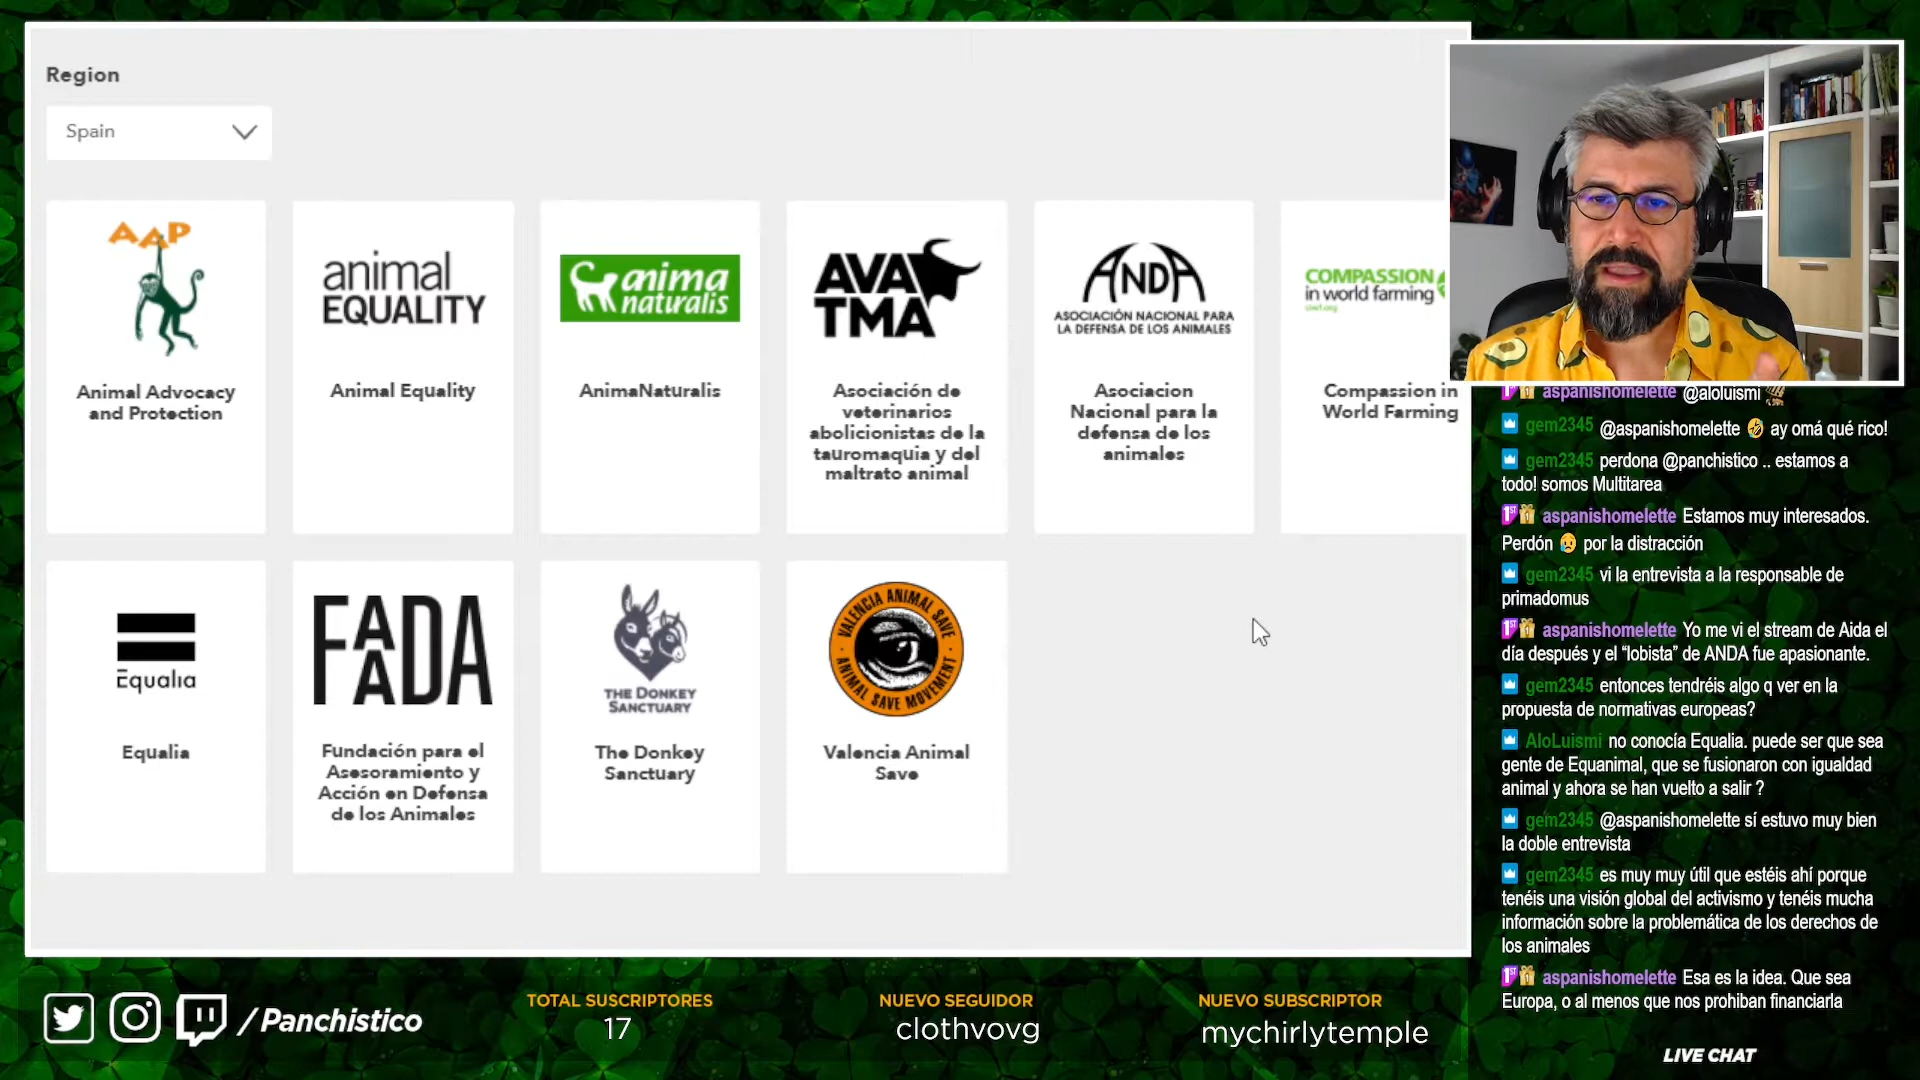 Region
Spain
AAP
Animal Advocacy
and Protection
animal
EQUALITY
Animal Equality
anima
naturalis
AnimaNaturalis
AVA
TMA
Asociación de
veterinarios
abolicionistas de la
tauromaquia y del
maltrato animal
ANDA
ASOCIACIÓN NACIONAL PARA
LA DEFENSA DE LOS ANIMALES
Asociacion
Nacional para la
defensa de los
animales
COMPASSION
in world farming
ciwf.org
Compassion in
World Farming
Equalia
Equalia
FAADA
Fundación para el
Asesoramiento y
Acción en Defensa
de los Animales
THE DONKEY
SANCTUARY
The Donkey
Sanctuary
VALENCIA ANIMAL SAVE
ANIMAL SAVE MOVEMENT
Valencia Animal
Save
aspanishomelette @aloluismi
gem2345 @aspanishomelette 🤣 ay omá qué rico!
gem2345 perdona @panchistico .. estamos a
todo! somos Multitarea
aspanishomelette Estamos muy interesados.
Perdón 😥 por la distracción
gem2345 vi la entrevista a la responsable de
primadomus
aspanishomelette Yo me vi el stream de Aida el
día después y el “lobista” de ANDA fue apasionante.
gem2345 entonces tendréis algo q ver en la
propuesta de normativas europeas?
AloLuismi no conocía Equalia. puede ser que sea
gente de Equanimal, que se fusionaron con igualdad
animal y ahora se han vuelto a salir ?
gem2345 @aspanishomelette sí estuvo muy bien
la doble entrevista
gem2345 es muy muy útil que estéis ahí porque
tenéis una visión global del activismo y tenéis mucha
información sobre la problemática de los derechos de
los animales
aspanishomelette Esa es la idea. Que sea
Europa, o al menos que nos prohiban financiarla
LIVE CHAT
/Panchistico
TOTAL SUSCRIPTORES
17
NUEVO SEGUIDOR
clothvovg
NUEVO SUBSCRIPTOR
mychirlytemple